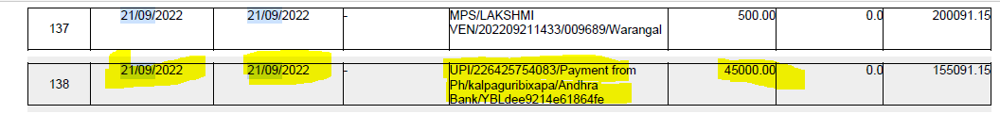 137 21/09/2022 21/09/2022 - MPS/LAKSHMI 500.00 0.0 200091.15
VEN/202209211433/009689/Warangal
138 21/09/2022 21/09/2022 - UPI/226425754083/Payment from 45000.00 0.0 155091.15
Ph/kalpaguribixapa/Andhra
Bank/YBLdee9214e61864fe